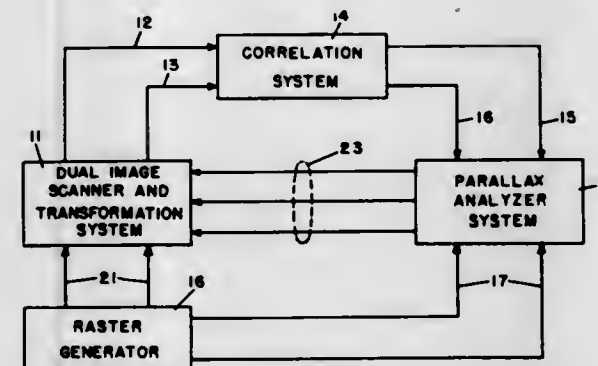 12
14
CORRELATION
SYSTEM
13
11
16
15
23
DUAL IMAGE
SCANNER AND
TRANSFORMATION
SYSTEM
PARALLAX
ANALYZER
SYSTEM
21
16
17
RASTER
GENERATOR